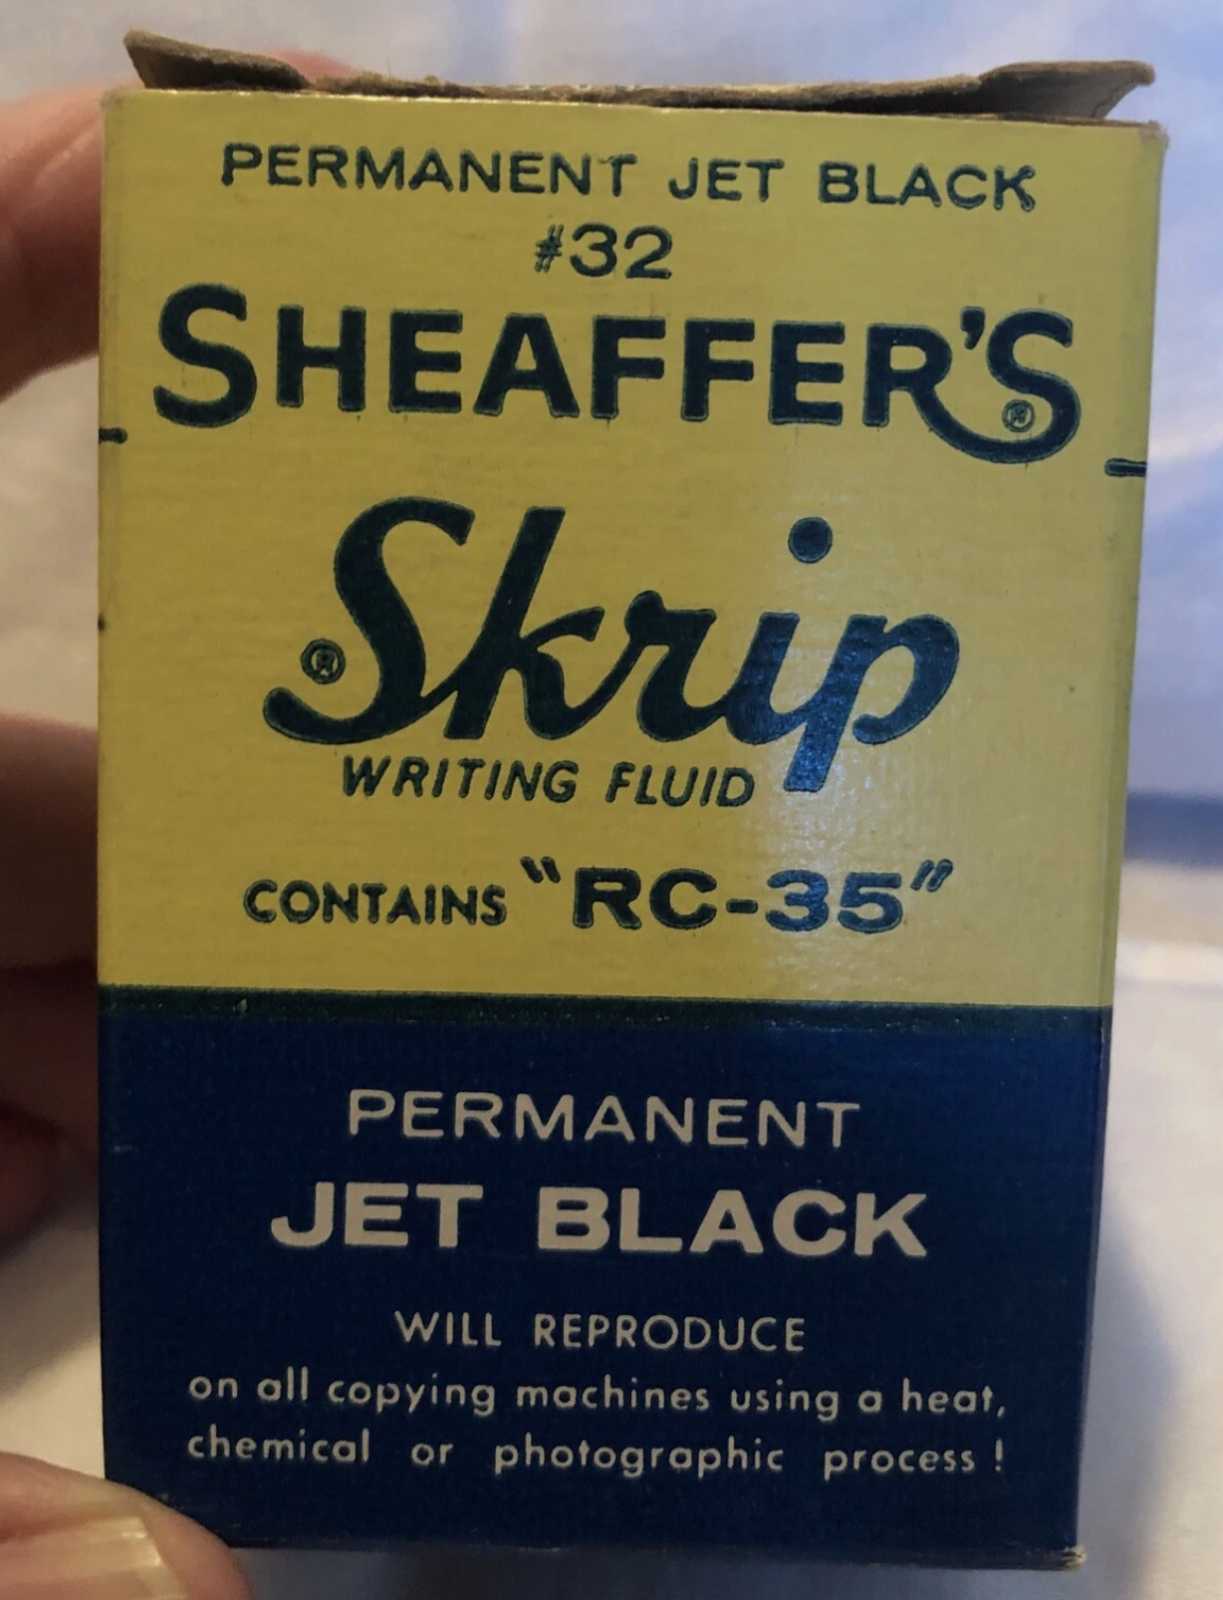 PERMANENT JET BLACK
#32
SHEAFFER'S®
Skrip®
WRITING FLUID
CONTAINS "RC-35"
PERMANENT
JET BLACK
WILL REPRODUCE
on all copying machines using a heat,
chemical or photographic process!